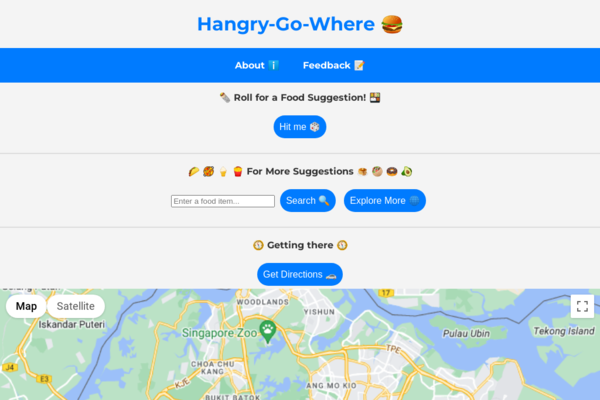 Hangry-Go-Where 🍔
About ℹ️ Feedback 📝
Roll for a Food Suggestion! 🍱
Hit me 🎲
For More Suggestions
Enter a food item...
Search 🔍
Explore More
Getting there
Get Directions
Map
Satellite
WOODLANDS
YISHUN
Iskandar Puteri
Singapore Zoo
Pulau Ubin
Tekong Island
TPE
J4
CHOA CHU
KANG
E3
ANG MO KIO
BUKIT BATOK